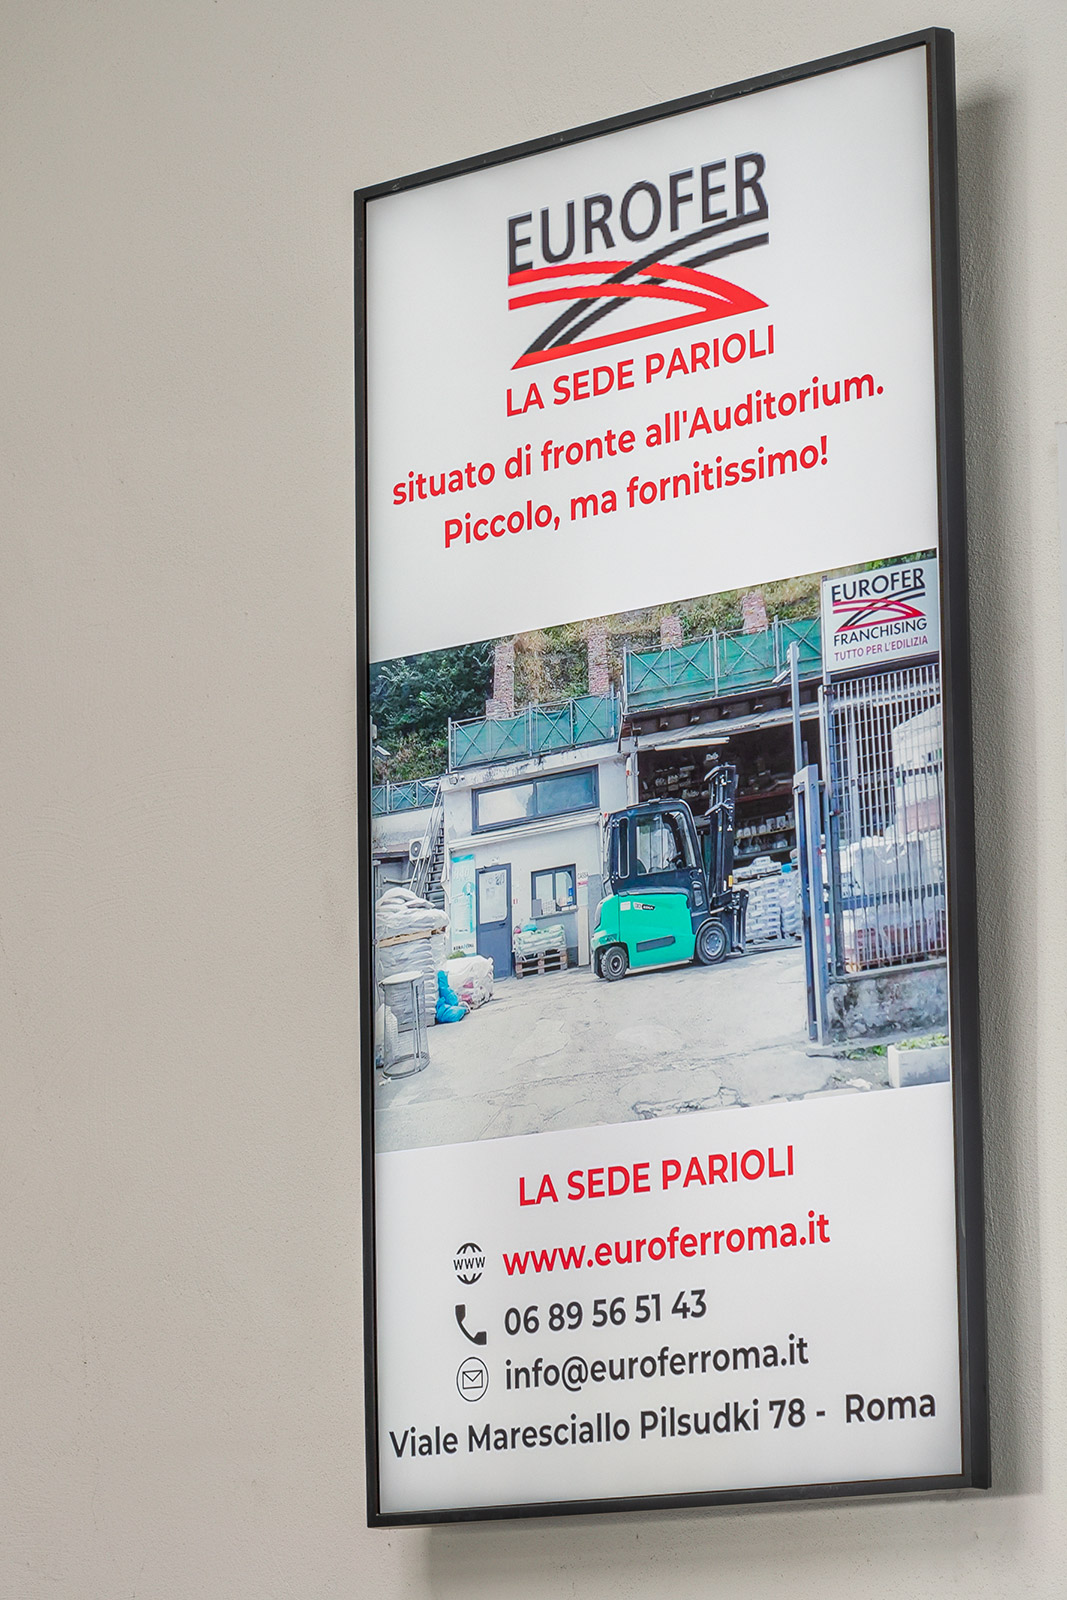 EUROFER
LA SEDE PARIOLI
situato di fronte all'Auditorium.
Piccolo, ma fornitissimo!
EUROFER
FRANCHISING
TUTTO PER L'EDILIZIA
CASSA
LA SEDE PARIOLI
www www.euroferroma.it
06 89 56 51 43
info@euroferroma.it
Viale Maresciallo Pilsudki 78 - Roma